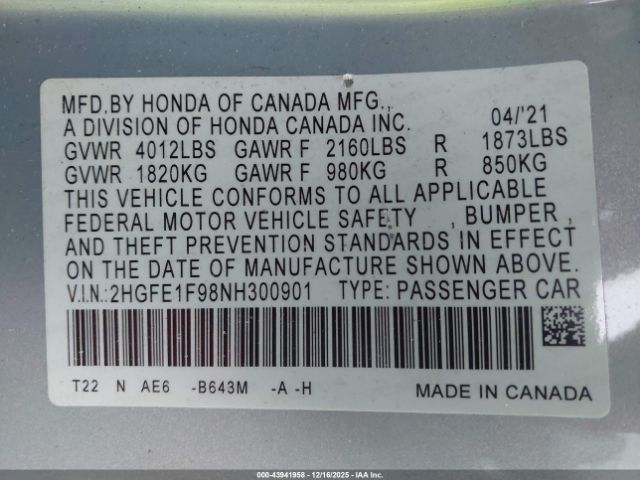 MFD.BY HONDA OF CANADA MFG.,
A DIVISION OF HONDA CANADA INC. 04/'21
GVWR 4012LBS GAWR F 2160LBS R 1873LBS
GVWR 1820KG GAWR F 980KG R 850KG
THIS VEHICLE CONFORMS TO ALL APPLICABLE
FEDERAL MOTOR VEHICLE SAFETY , BUMPER ,
AND THEFT PREVENTION STANDARDS IN EFFECT
ON THE DATE OF MANUFACTURE SHOWN ABOVE.
V.I.N.: 2HGFE1F98NH300901 TYPE: PASSENGER CAR
T22 N AE6 -B643M -A -H
MADE IN CANADA
000-43941958 - 12/16/2025 - IAA Inc.